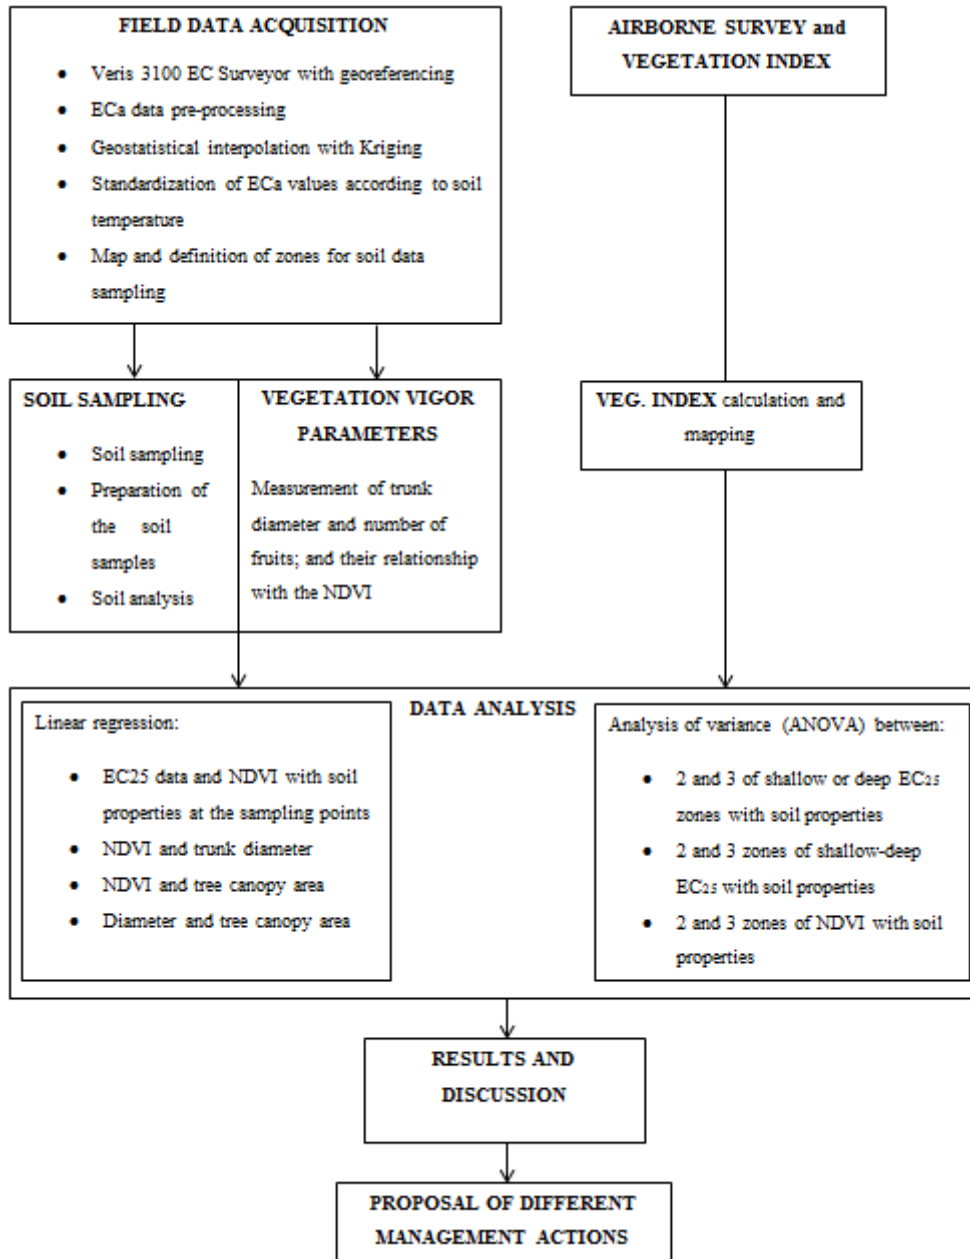 FIELD DATA ACQUISITION
• Veris 3100 EC Surveyor with georeferencing
• ECa data pre-processing
• Geostatistical interpolation with Kriging
• Standardization of ECa values according to soil
temperature
• Map and definition of zones for soil data
sampling
AIRBORNE SURVEY and
VEGETATION INDEX
SOIL SAMPLING
• Soil sampling
• Preparation of
the soil
samples
• Soil analysis
VEGETATION VIGOR
PARAMETERS
Measurement of trunk
diameter and number of
fruits; and their relationship
with the NDVI
VEG. INDEX calculation and
mapping
DATA ANALYSIS
Linear regression:
• EC25 data and NDVI with soil
properties at the sampling points
• NDVI and trunk diameter
• NDVI and tree canopy area
• Diameter and tree canopy area
Analysis of variance (ANOVA) between:
• 2 and 3 of shallow or deep EC25
zones with soil properties
• 2 and 3 zones of shallow-deep
EC25 with soil properties
• 2 and 3 zones of NDVI with soil
properties
RESULTS AND
DISCUSSION
PROPOSAL OF DIFFERENT
MANAGEMENT ACTIONS